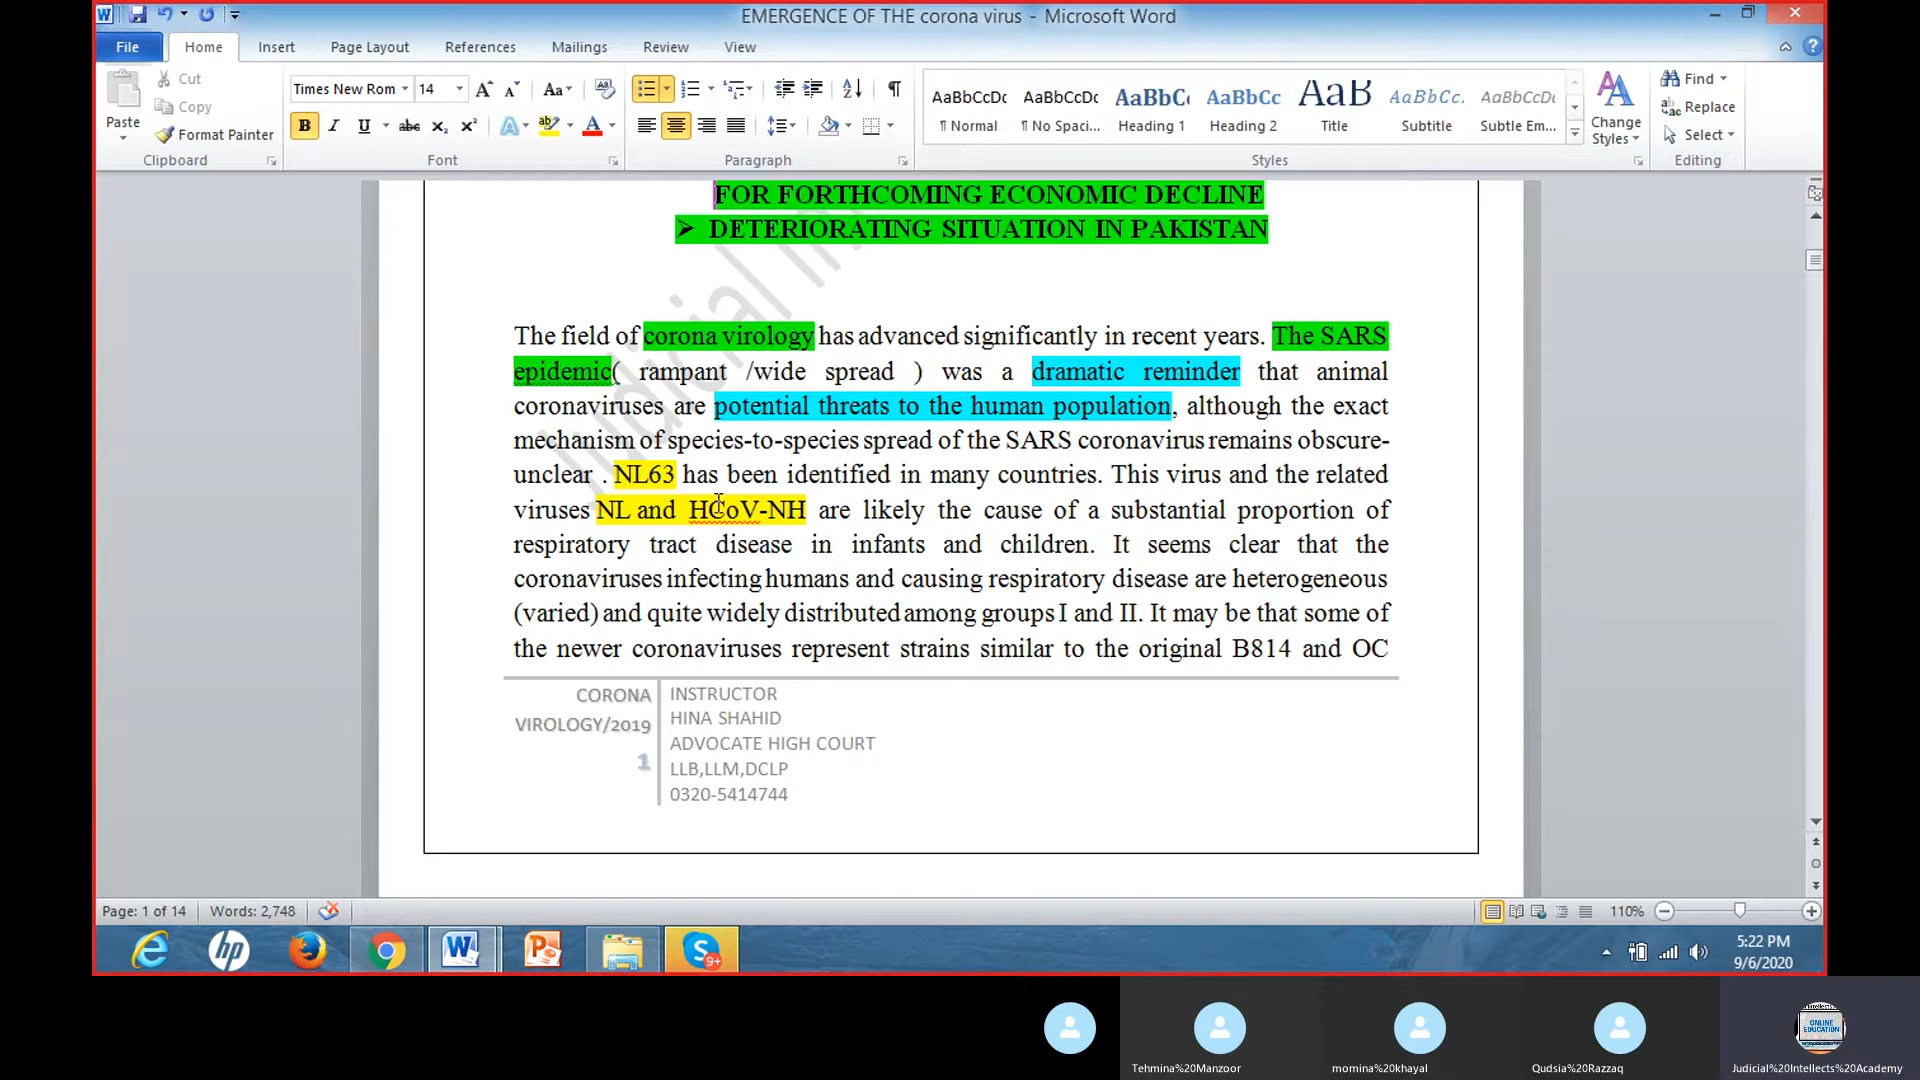 EMERGENCE OF THE corona virus - Microsoft Word
File Home Insert Page Layout References Mailings Review View
Cut
Copy
Format Painter
Paste
Clipboard
Times New Rom 14
Font
Paragraph
AaBbCcDc AaBbCcDc AaBbC AaBbCc AaB AaBbCc. AaBbCcDc
¶ Normal ¶ No Spaci... Heading 1 Heading 2 Title Subtitle Subtle Em...
Styles
Change
Styles
Find
Replace
Select
Editing
FOR FORTHCOMING ECONOMIC DECLINE
➢ DETERIORATING SITUATION IN PAKISTAN
Judicial In
The field of corona virology has advanced significantly in recent years. The SARS
epidemic( rampant /wide spread ) was a dramatic reminder that animal
coronaviruses are potential threats to the human population, although the exact
mechanism of species-to-species spread of the SARS coronavirus remains obscure-
unclear . NL63 has been identified in many countries. This virus and the related
viruses NL and HCoV-NH are likely the cause of a substantial proportion of
respiratory tract disease in infants and children. It seems clear that the
coronaviruses infecting humans and causing respiratory disease are heterogeneous
(varied) and quite widely distributed among groups I and II. It may be that some of
the newer coronaviruses represent strains similar to the original B814 and OC
CORONA
VIROLOGY/2019
1
INSTRUCTOR
HINA SHAHID
ADVOCATE HIGH COURT
LLB,LLM,DCLP
0320-5414744
Page: 1 of 14 Words: 2,748 110%
9+
5:22 PM
9/6/2020
ONLINE
EDUCATION
Tehmina%20Manzoor momina%20khayal Qudsia%20Razzaq Judicial%20Intellects%20Academy